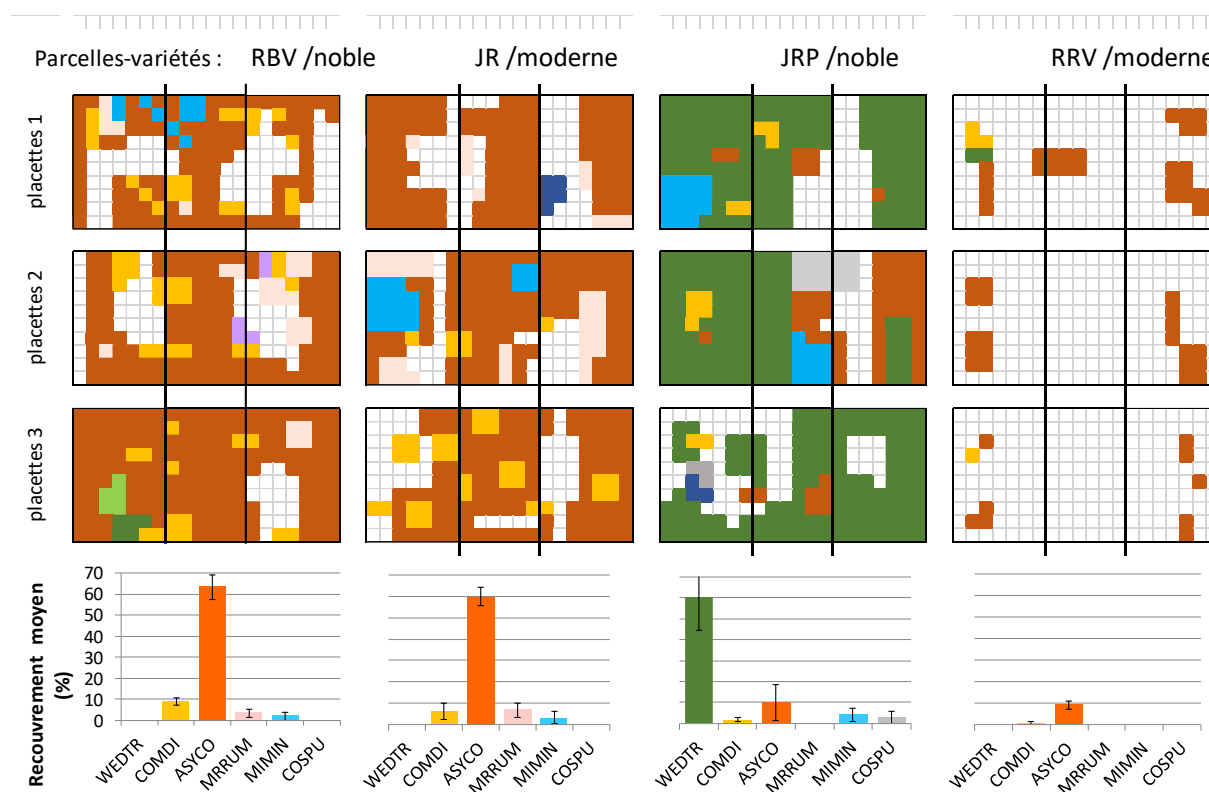 Parcelles-variétés : RBV /noble JR /moderne JRP /noble RRV /moderne
placettes 1
placettes 2
placettes 3
Recouvrement moyen
(%)
70
60
50
40
30
20
10
0
WEDTR COMDI ASYCO MRRUM MIMIN COSPU
WEDTR COMDI ASYCO MRRUM MIMIN COSPU
WEDTR COMDI ASYCO MRRUM MIMIN COSPU
WEDTR COMDI ASYCO MRRUM MIMIN COSPU